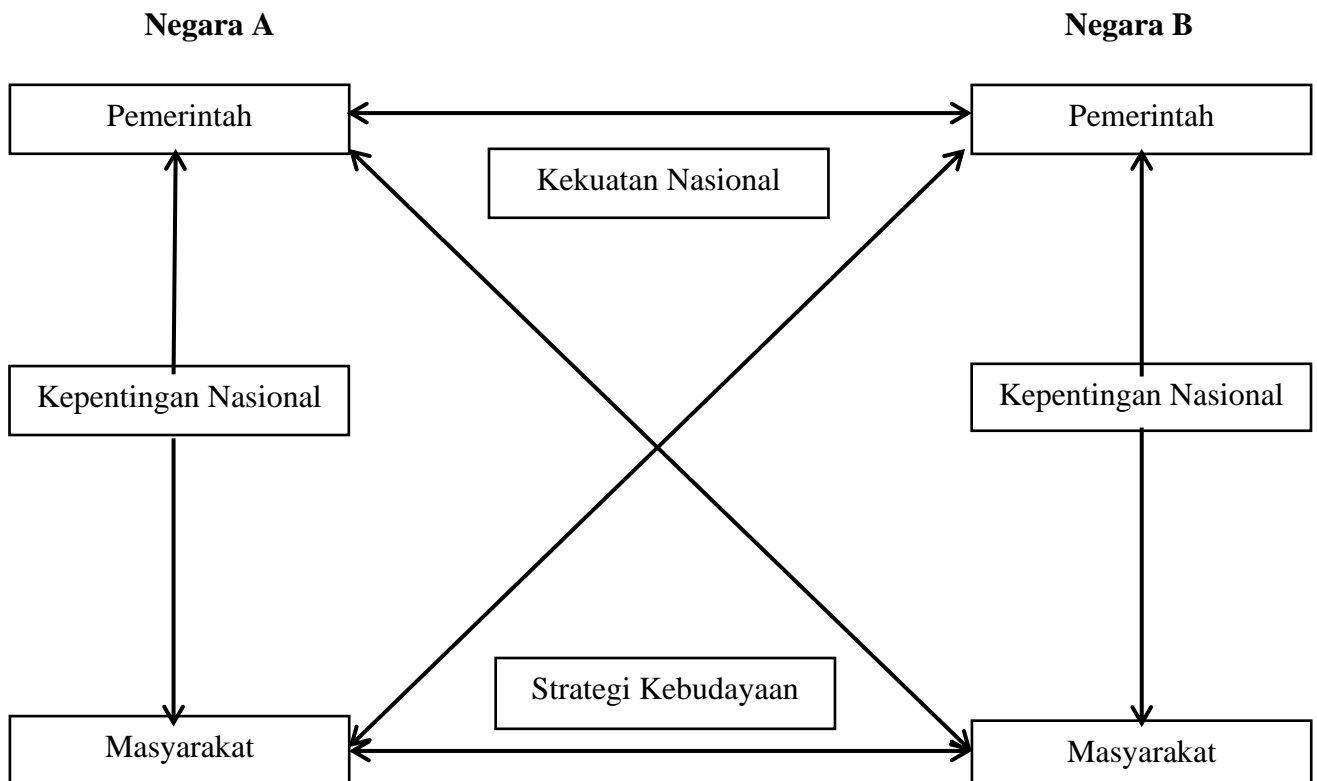 Negara A
Negara B
Pemerintah
Pemerintah
Kekuatan Nasional
Kepentingan Nasional
Kepentingan Nasional
Strategi Kebudayaan
Masyarakat
Masyarakat